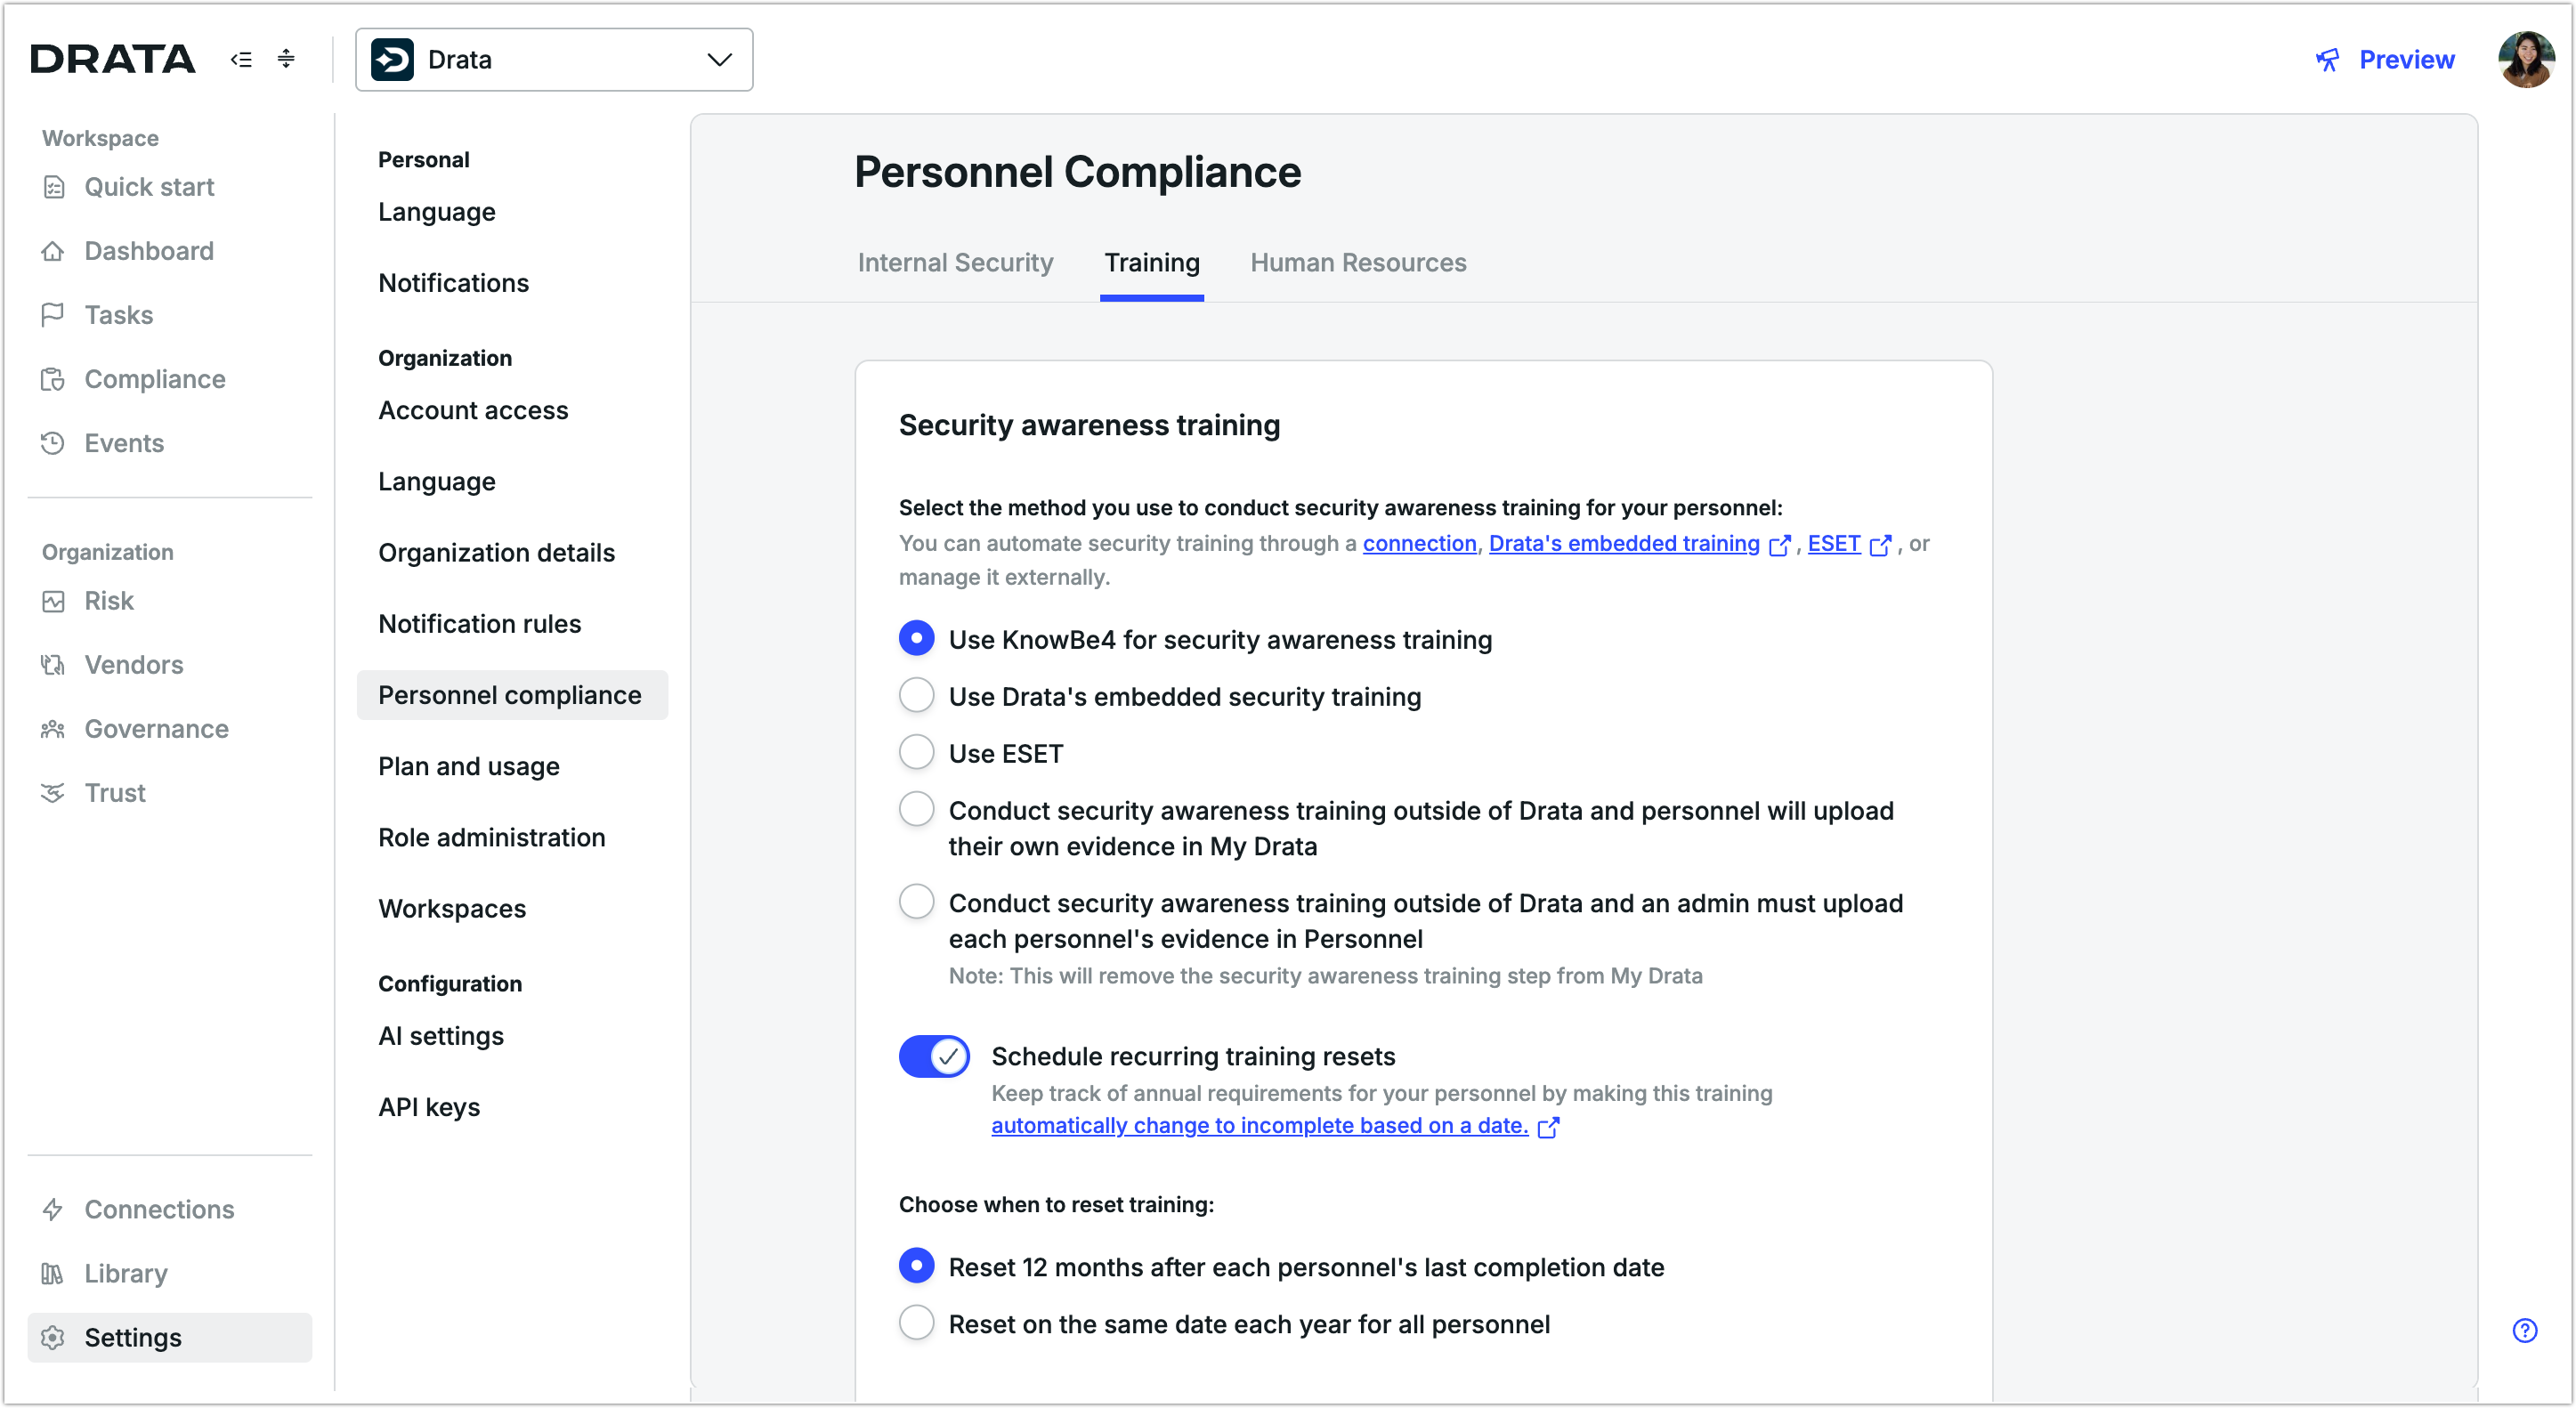 DRATA
Drata
Preview
Workspace
Quick start
Dashboard
Tasks
Compliance
Events
Organization
Risk
Vendors
Governance
Trust
Connections
Library
Settings
Personal
Language
Notifications
Organization
Account access
Language
Organization details
Notification rules
Personnel compliance
Plan and usage
Role administration
Workspaces
Configuration
AI settings
API keys
Personnel Compliance
Internal Security
Training
Human Resources
Security awareness training
Select the method you use to conduct security awareness training for your personnel:
You can automate security training through a connection, Drata's embedded training , ESET , or
manage it externally.
Use KnowBe4 for security awareness training
Use Drata's embedded security training
Use ESET
Conduct security awareness training outside of Drata and personnel will upload
their own evidence in My Drata
Conduct security awareness training outside of Drata and an admin must upload
each personnel's evidence in Personnel
Note: This will remove the security awareness training step from My Drata
Schedule recurring training resets
Keep track of annual requirements for your personnel by making this training
automatically change to incomplete based on a date.
Choose when to reset training:
Reset 12 months after each personnel's last completion date
Reset on the same date each year for all personnel